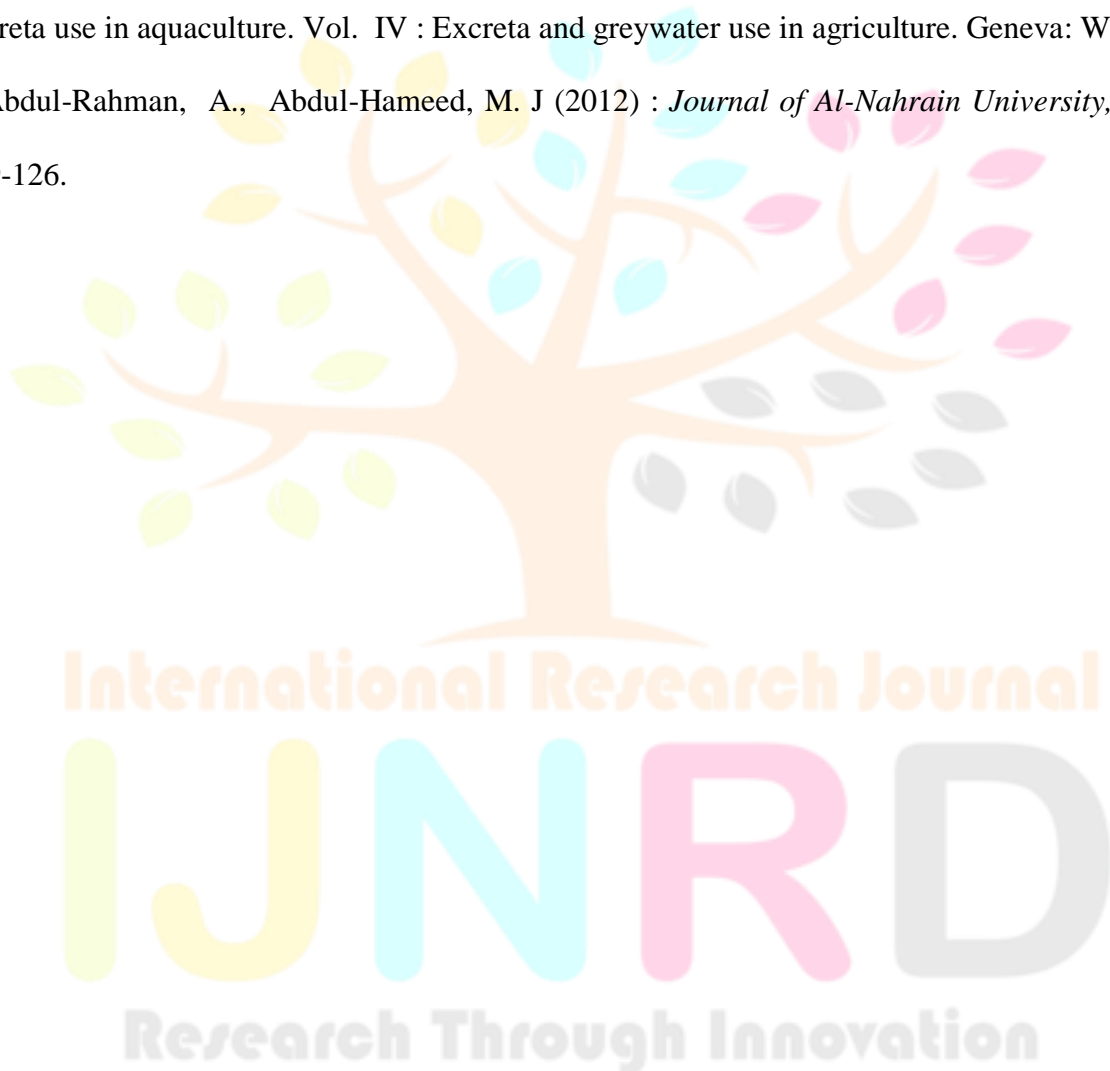 reta use in aquaculture. Vol. IV : Excreta and greywater use in agriculture. Geneva: W
Abdul-Rahman, A., Abdul-Hameed, M. J (2012) : Journal of Al-Nahrain University,
-126.
International Research Journal
IJNRD
Research Through Innovation